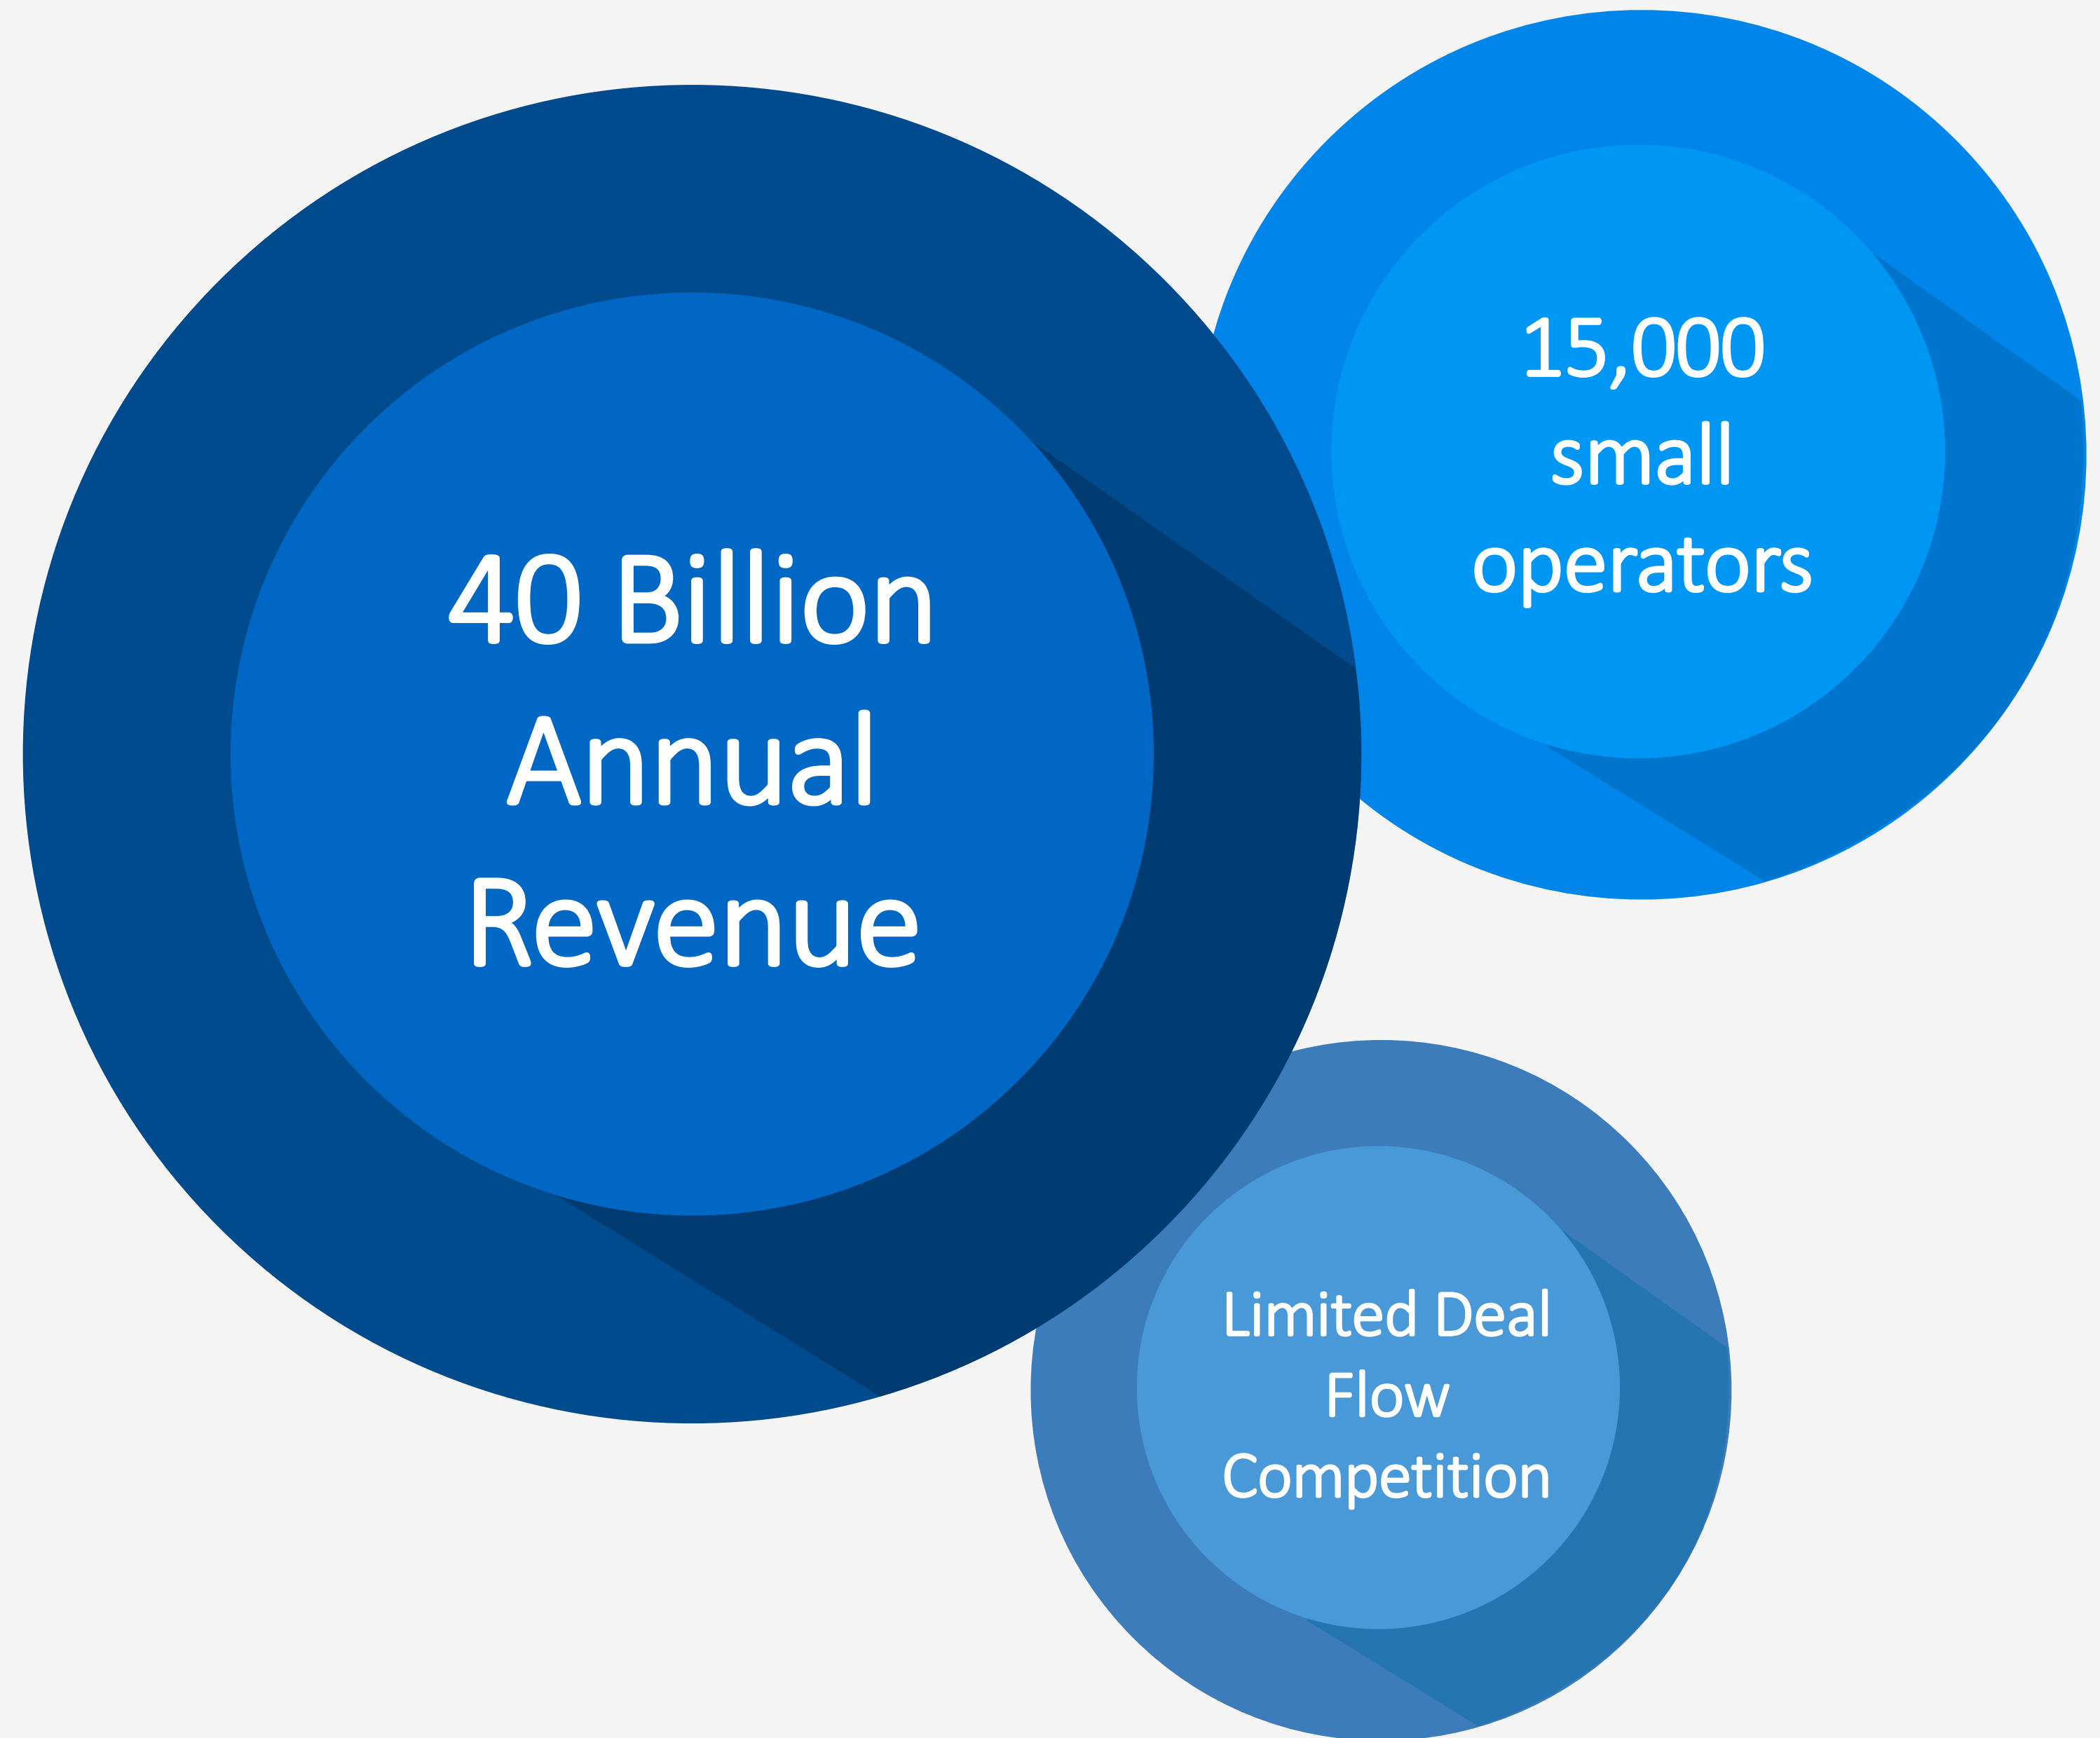 40 Billion
Annual
Revenue
15,000
small
operators
Limited Deal
Flow
Competition